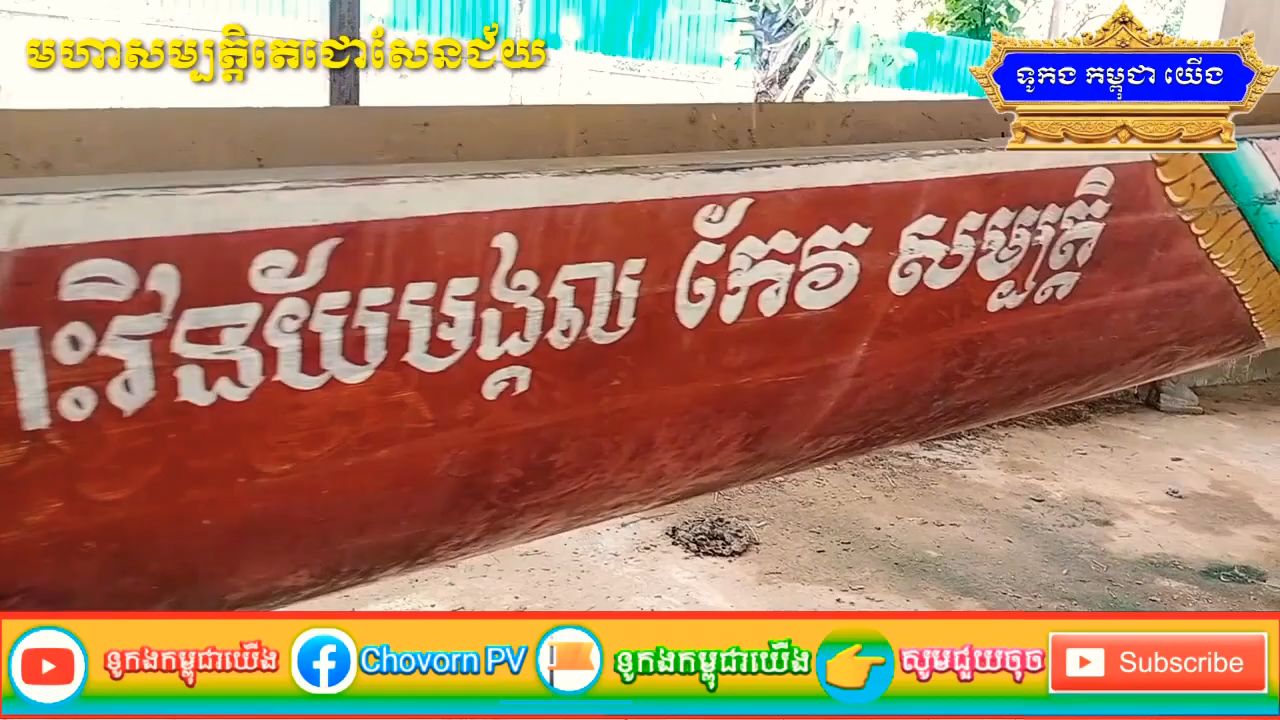 មហាសម្បត្តិតេជោសែនជ័យ
ទូកង កម្ពុជា យើង
ះវិន័យមង្គល កែវ សម្បត្តិ
ទូកងកម្ពុជាយើង
Chovorn PV
ទូកងកម្ពុជាយើង
សូមជួយចុច
Subscribe